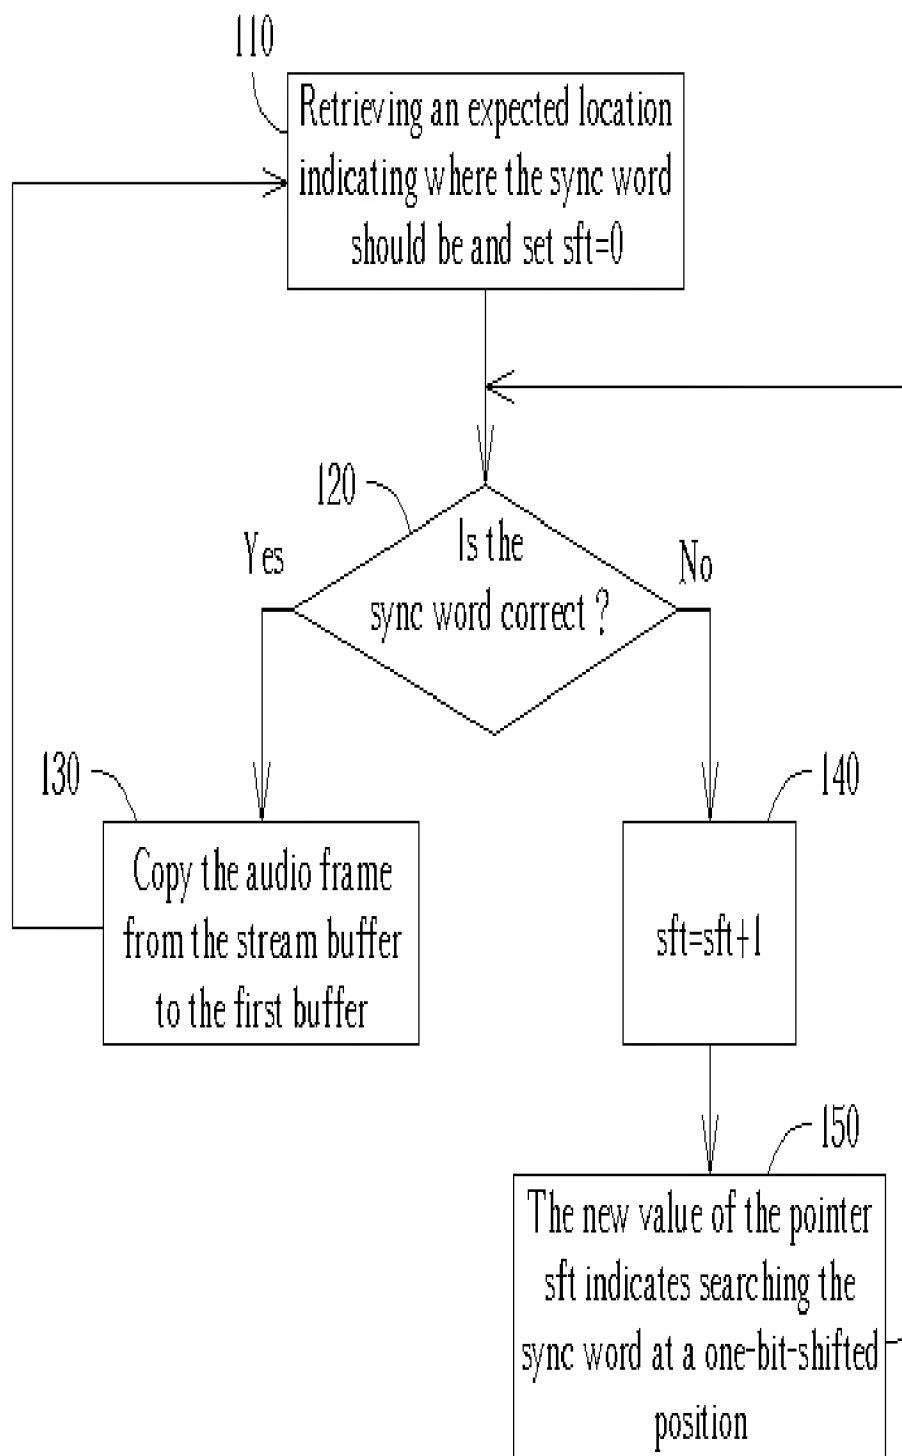 110
Retrieving an expected location
indicating where the sync word
should be and set sft=0
120
Is the
sync word correct ?
Yes
No
130
Copy the audio frame
from the stream buffer
to the first buffer
140
sft=sft+1
150
The new value of the pointer
sft indicates searching the
sync word at a one-bit-shifted
position